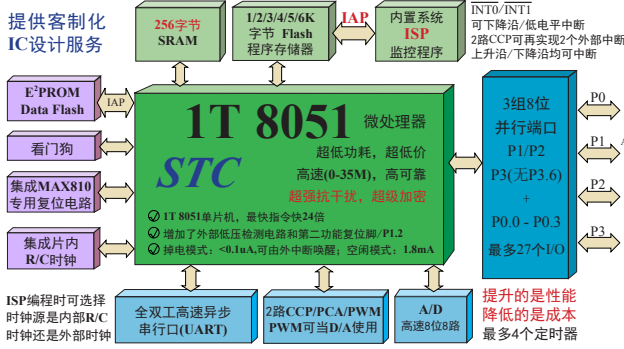 提供客制化
IC设计服务
256字节
SRAM
1/2/3/4/5/6K
字节 Flash
程序存储器
IAP
内置系统
ISP
监控程序
INT0/INT1
可下降沿/低电平中断
2路CCP可再实现2个外部中断
上升沿/下降沿均可中断
E²PROM
Data Flash
IAP
看门狗
集成MAX810
专用复位电路
集成片内
R/C时钟
1T 8051 微处理器
STC
超低功耗，超低价
高速(0-35M)，高可靠
超强抗干扰，超级加密
1T 8051单片机，最快指令快24倍
增加了外部低压检测电路和第二功能复位脚/P1.2
掉电模式：<0.1uA,可由外中断唤醒；空闲模式：1.8mA
3组8位
并行端口
P1/P2
P3(无P3.6)
+
P0.0 - P0.3
最多27个I/O
P0
P1
P2
P3
ISP编程时可选择
时钟源是内部R/C
时钟还是外部时钟
全双工高速异步
串行口(UART)
2路CCP/PCA/PWM
PWM可当D/A使用
A/D
高速8位8路
提升的是性能
降低的是成本
最多4个定时器